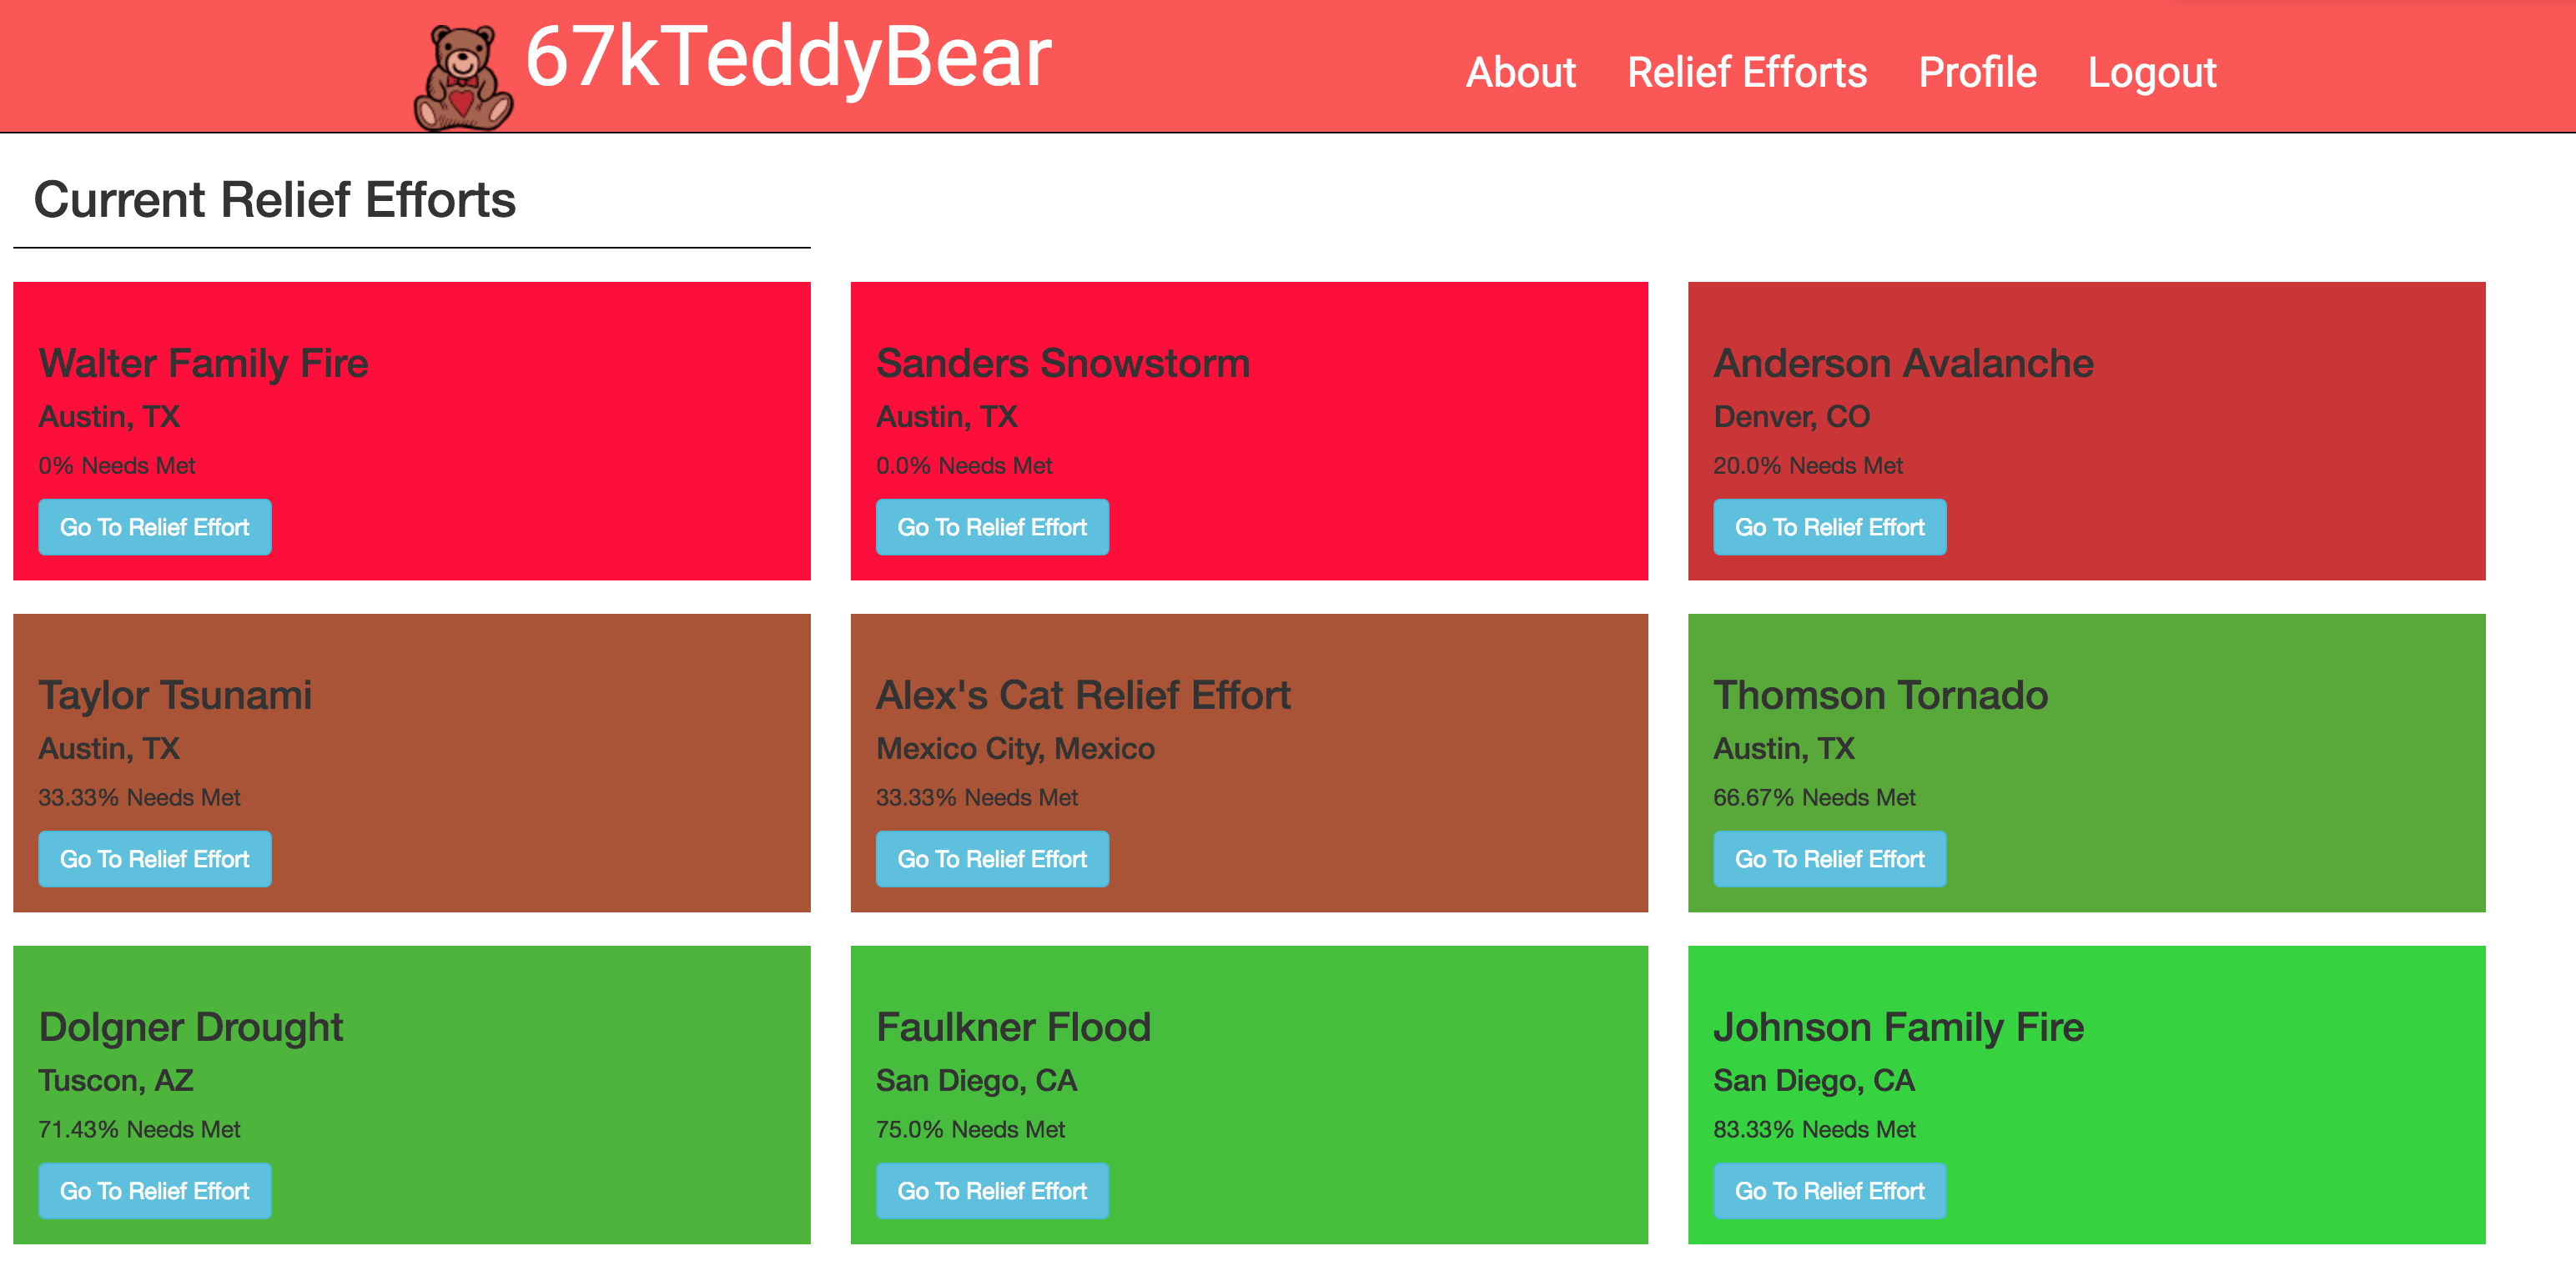 67kTeddyBear
About Relief Efforts Profile Logout
Current Relief Efforts
Walter Family Fire
Austin, TX
0% Needs Met
Go To Relief Effort
Sanders Snowstorm
Austin, TX
0.0% Needs Met
Go To Relief Effort
Anderson Avalanche
Denver, CO
20.0% Needs Met
Go To Relief Effort
Taylor Tsunami
Austin, TX
33.33% Needs Met
Go To Relief Effort
Alex's Cat Relief Effort
Mexico City, Mexico
33.33% Needs Met
Go To Relief Effort
Thomson Tornado
Austin, TX
66.67% Needs Met
Go To Relief Effort
Dolgner Drought
Tuscon, AZ
71.43% Needs Met
Go To Relief Effort
Faulkner Flood
San Diego, CA
75.0% Needs Met
Go To Relief Effort
Johnson Family Fire
San Diego, CA
83.33% Needs Met
Go To Relief Effort